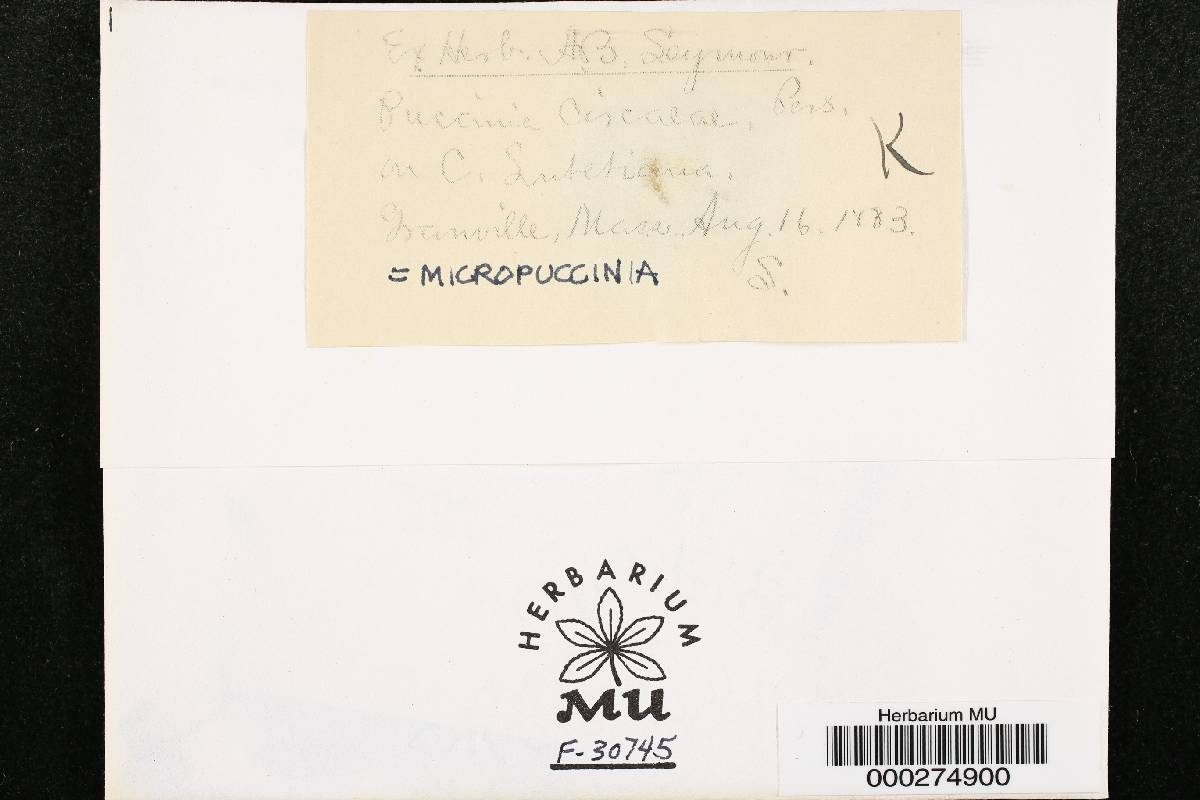 Ex Herb. A.B. Seymour.
Puccinia Circaeae, Pers.
K
on C. Lutetiana.
Granville, Mass. Aug. 16. 1883.
= MICROPUCCINIA
S.
HERBARIUM
MU
F-30745
Herbarium MU
000274900